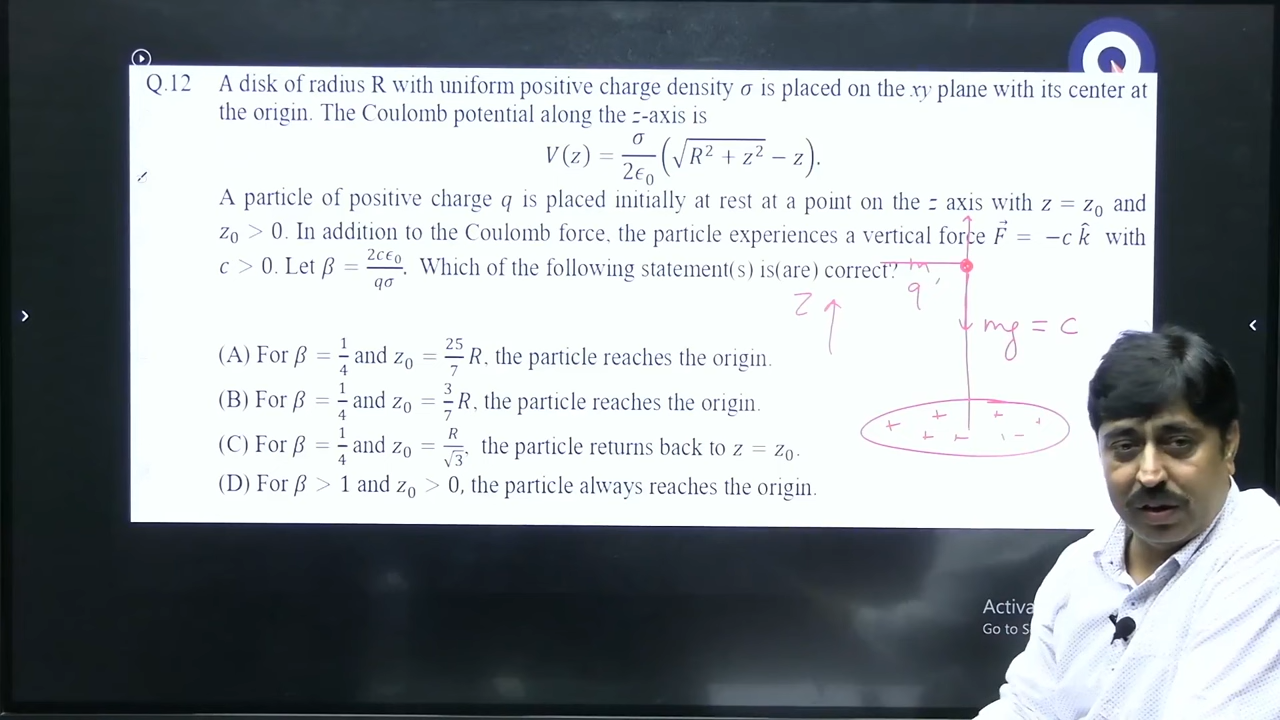 Q.12 A disk of radius R with uniform positive charge density σ is placed on the xy plane with its center at
the origin. The Coulomb potential along the z-axis is
V(z) = σ/2ϵ₀ (√(R² + z²) − z).
A particle of positive charge q is placed initially at rest at a point on the z axis with z = z₀ and
z₀ > 0. In addition to the Coulomb force, the particle experiences a vertical force F⃗ = −c k̂ with
c > 0. Let β = 2cϵ₀/qσ. Which of the following statement(s) is(are) correct?
m
q,
z ↑
mg = c
(A) For β = 1/4 and z₀ = 25/7 R, the particle reaches the origin.
(B) For β = 1/4 and z₀ = 3/7 R, the particle reaches the origin.
(C) For β = 1/4 and z₀ = R/√3, the particle returns back to z = z₀.
(D) For β > 1 and z₀ > 0, the particle always reaches the origin.
+ + + + + + - -
Activa
Go to S